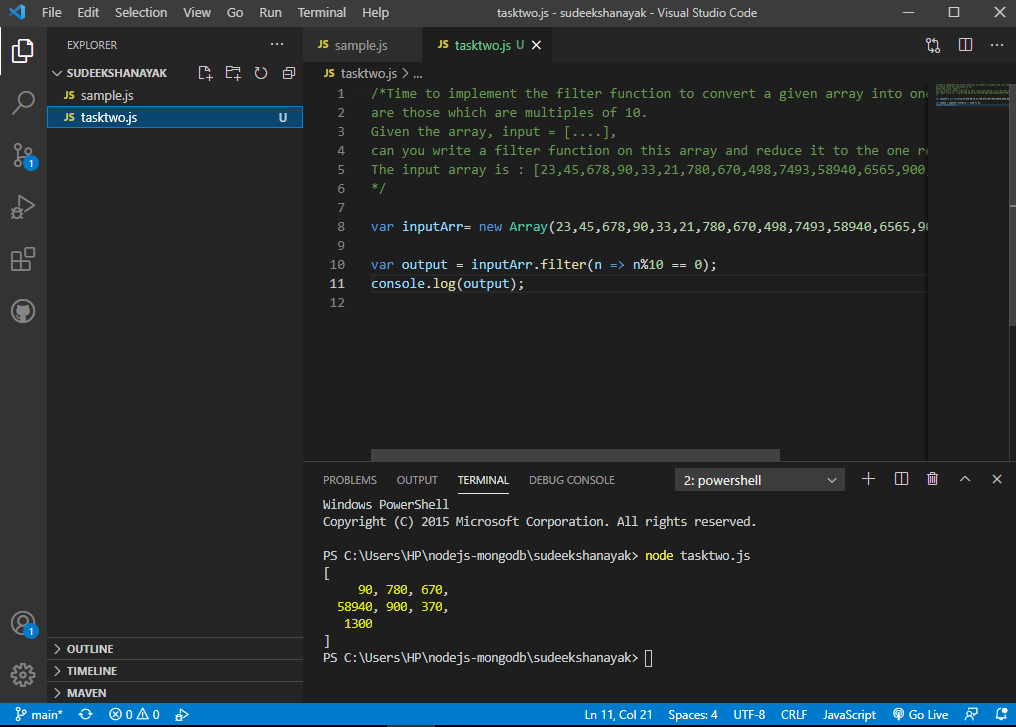 File Edit Selection View Go Run Terminal Help
tasktwo.js - sudeekshanayak - Visual Studio Code
EXPLORER
SUDEEKSHANAYAK
JS sample.js
JS tasktwo.js U
OUTLINE
TIMELINE
MAVEN
1
1
JS sample.js
JS tasktwo.js U
JS tasktwo.js > ...
1 /*Time to implement the filter function to convert a given array into on
2 are those which are multiples of 10.
3 Given the array, input = [....],
4 can you write a filter function on this array and reduce it to the one
5 The input array is : [23,45,678,90,33,21,780,670,498,7493,58940,6565,900,
6 */
7
8 var inputArr= new Array(23,45,678,90,33,21,780,670,498,7493,58940,6565,9
9
10 var output = inputArr.filter(n => n%10 == 0);
11 console.log(output);
12
PROBLEMS OUTPUT TERMINAL DEBUG CONSOLE
2: powershell
Windows PowerShell
Copyright (C) 2015 Microsoft Corporation. All rights reserved.
PS C:\Users\HP\nodejs-mongodb\sudeekshanayak> node tasktwo.js
[
90, 780, 670,
58940, 900, 370,
1300
]
PS C:\Users\HP\nodejs-mongodb\sudeekshanayak>
main* 0 0 Ln 11, Col 21 Spaces: 4 UTF-8 CRLF JavaScript Go Live